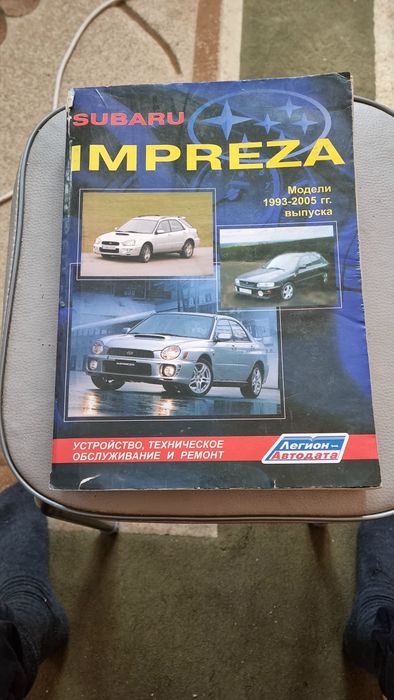 SUBARU
IMPREZA
Модели
1993-2005 гг.
выпуска
УСТРОЙСТВО, ТЕХНИЧЕСКОЕ
ОБСЛУЖИВАНИЕ И РЕМОНТ
Легион
Автодата